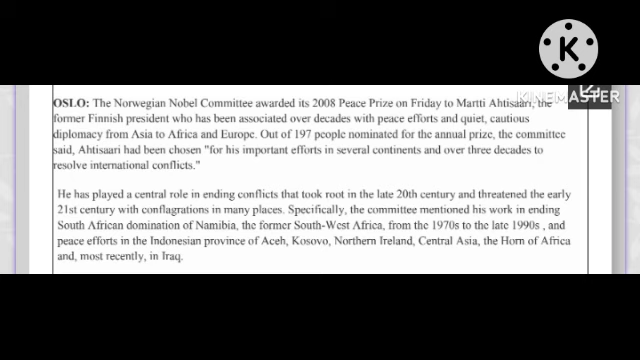 K
KINEMASTER
OSLO: The Norwegian Nobel Committee awarded its 2008 Peace Prize on Friday to Martti Ahtisaari, the
former Finnish president who has been associated over decades with peace efforts and quiet, cautious
diplomacy from Asia to Africa and Europe. Out of 197 people nominated for the annual prize, the committee
said, Ahtisaari had been chosen "for his important efforts in several continents and over three decades to
resolve international conflicts."
He has played a central role in ending conflicts that took root in the late 20th century and threatened the early
21st century with conflagrations in many places. Specifically, the committee mentioned his work in ending
South African domination of Namibia, the former South-West Africa, from the 1970s to the late 1990s , and
peace efforts in the Indonesian province of Aceh, Kosovo, Northern Ireland, Central Asia, the Horn of Africa
and, most recently, in Iraq.